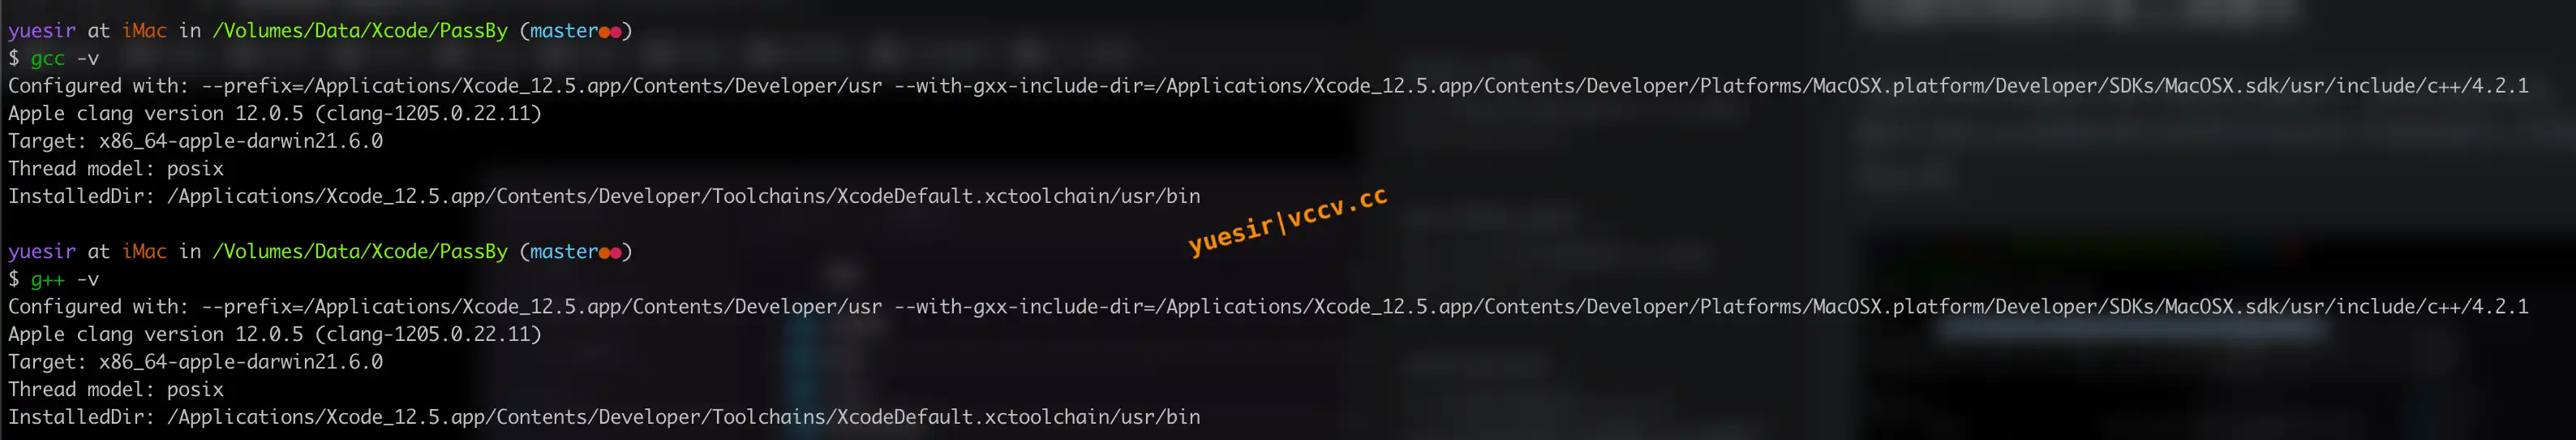 yuesir at iMac in /Volumes/Data/Xcode/PassBy (master●●)
$ gcc -v
Configured with: --prefix=/Applications/Xcode_12.5.app/Contents/Developer/usr --with-gxx-include-dir=/Applications/Xcode_12.5.app/Contents/Developer/Platforms/MacOSX.platform/Developer/SDKs/MacOSX.sdk/usr/include/c++/4.2.1
Apple clang version 12.0.5 (clang-1205.0.22.11)
Target: x86_64-apple-darwin21.6.0
Thread model: posix
InstalledDir: /Applications/Xcode_12.5.app/Contents/Developer/Toolchains/XcodeDefault.xctoolchain/usr/bin
yuesir|vccv.cc
yuesir at iMac in /Volumes/Data/Xcode/PassBy (master●●)
$ g++ -v
Configured with: --prefix=/Applications/Xcode_12.5.app/Contents/Developer/usr --with-gxx-include-dir=/Applications/Xcode_12.5.app/Contents/Developer/Platforms/MacOSX.platform/Developer/SDKs/MacOSX.sdk/usr/include/c++/4.2.1
Apple clang version 12.0.5 (clang-1205.0.22.11)
Target: x86_64-apple-darwin21.6.0
Thread model: posix
InstalledDir: /Applications/Xcode_12.5.app/Contents/Developer/Toolchains/XcodeDefault.xctoolchain/usr/bin